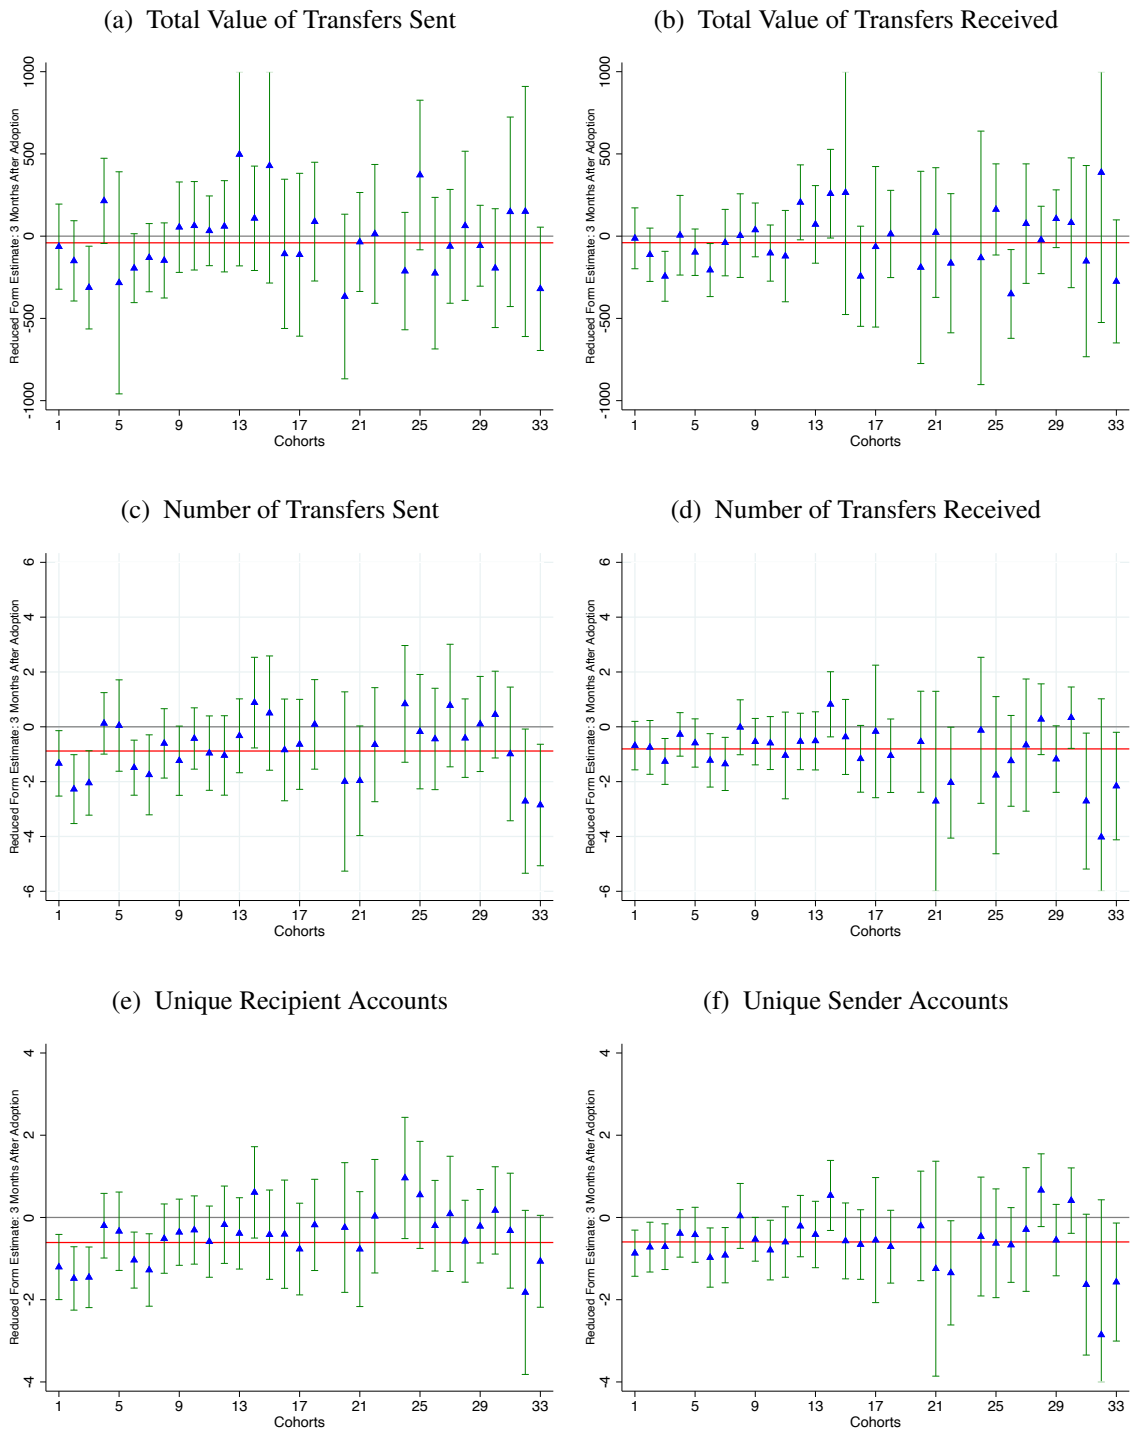 (a) Total Value of Transfers Sent
Reduced Form Estimate: 3 Months After Adoption
1000
500
0
-500
-1000
1 5 9 13 17 21 25 29 33
Cohorts
(b) Total Value of Transfers Received
Reduced Form Estimate: 3 Months After Adoption
1000
500
0
-500
-1000
1 5 9 13 17 21 25 29 33
Cohorts
(c) Number of Transfers Sent
Reduced Form Estimate: 3 Months After Adoption
6
4
2
0
-2
-4
-6
1 5 9 13 17 21 25 29 33
Cohorts
(d) Number of Transfers Received
Reduced Form Estimate: 3 Months After Adoption
6
4
2
0
-2
-4
-6
1 5 9 13 17 21 25 29 33
Cohorts
(e) Unique Recipient Accounts
Reduced Form Estimate: 3 Months After Adoption
4
2
0
-2
-4
1 5 9 13 17 21 25 29 33
Cohorts
(f) Unique Sender Accounts
Reduced Form Estimate: 3 Months After Adoption
4
2
0
-2
-4
1 5 9 13 17 21 25 29 33
Cohorts